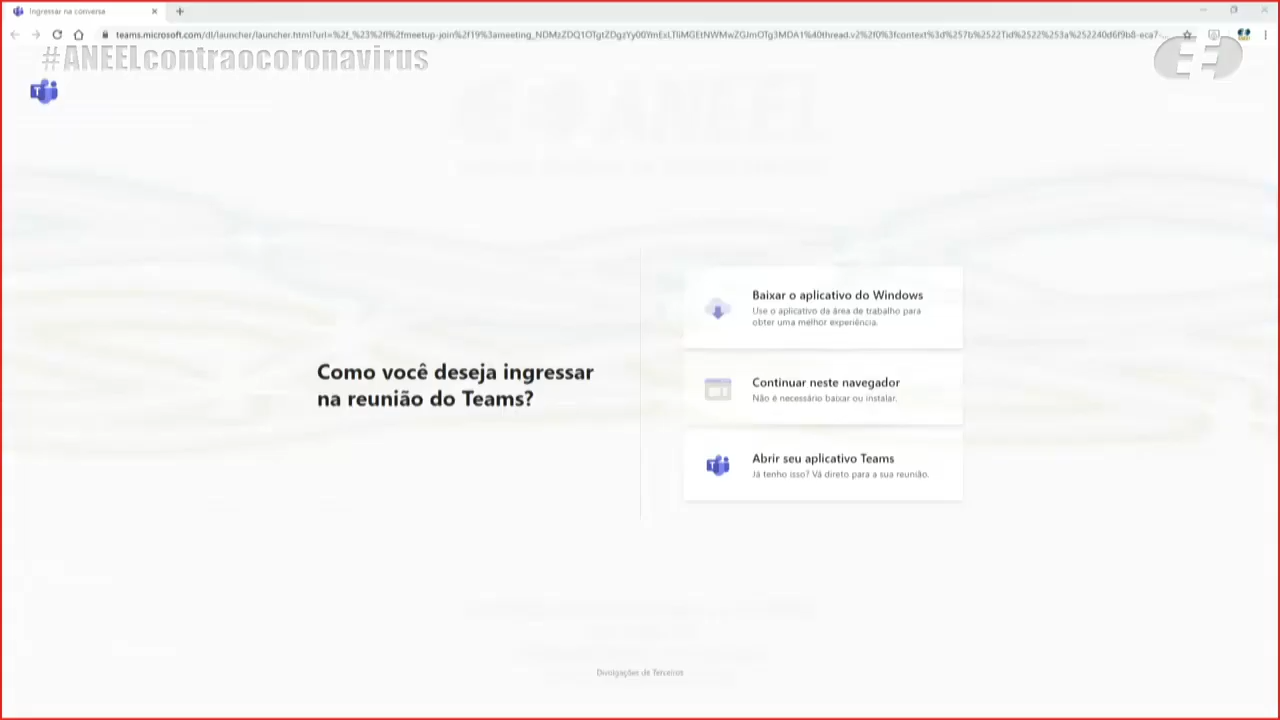 Ingressar na conversa
#ANEELcontraocoronavirus
Como você deseja ingressar
na reunião do Teams?
Baixar o aplicativo do Windows
Use o aplicativo da área de trabalho para
obter uma melhor experiência.
Continuar neste navegador
Não é necessário baixar ou instalar.
Abrir seu aplicativo Teams
Já tenho isso? Vá direto para a sua reunião.
Divulgações de Terceiros